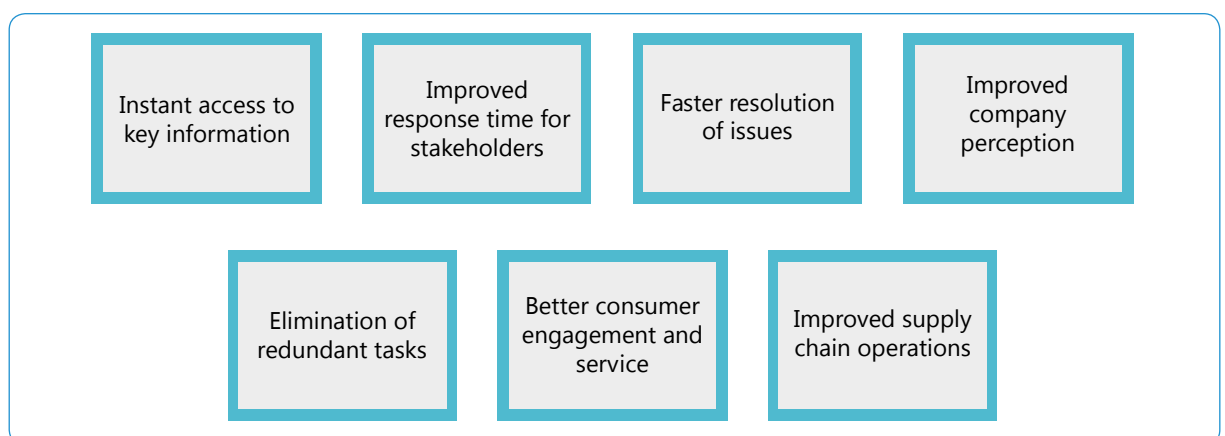 Instant access to
key information
Improved
response time for
stakeholders
Faster resolution
of issues
Improved
company
perception
Elimination of
redundant tasks
Better consumer
engagement and
service
Improved supply
chain operations